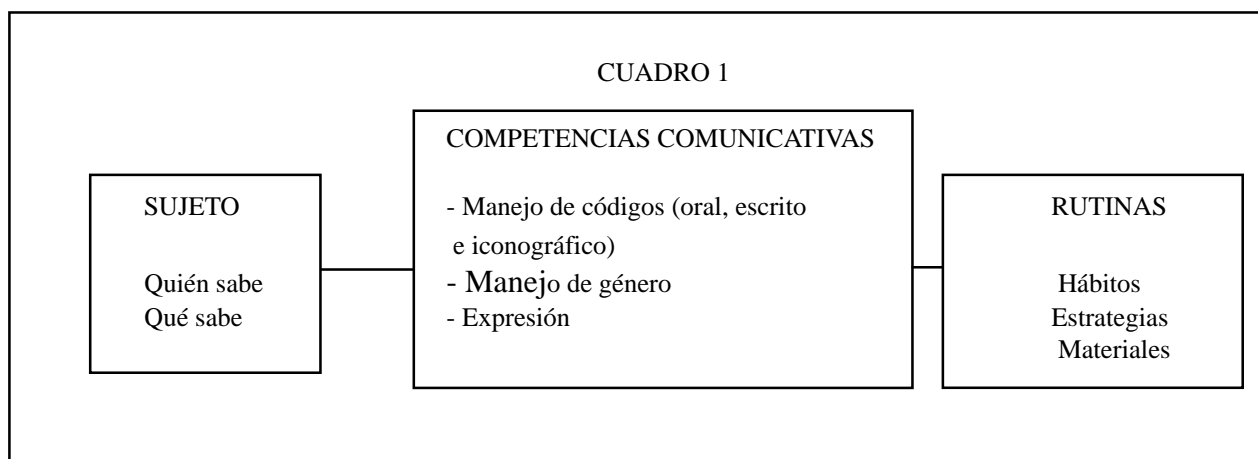 CUADRO 1
COMPETENCIAS COMUNICATIVAS
- Manejo de códigos (oral, escrito
e iconográfico)
- Manejo de género
- Expresión
SUJETO
Quién sabe
Qué sabe
RUTINAS
Hábitos
Estrategias
Materiales